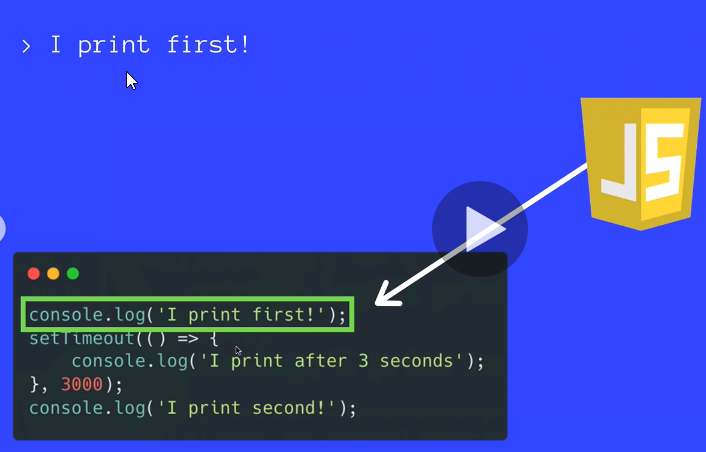 > I print first!
JS
console.log('I print first!');
setTimeout(() => {
console.log('I print after 3 seconds');
}, 3000);
console.log('I print second!');